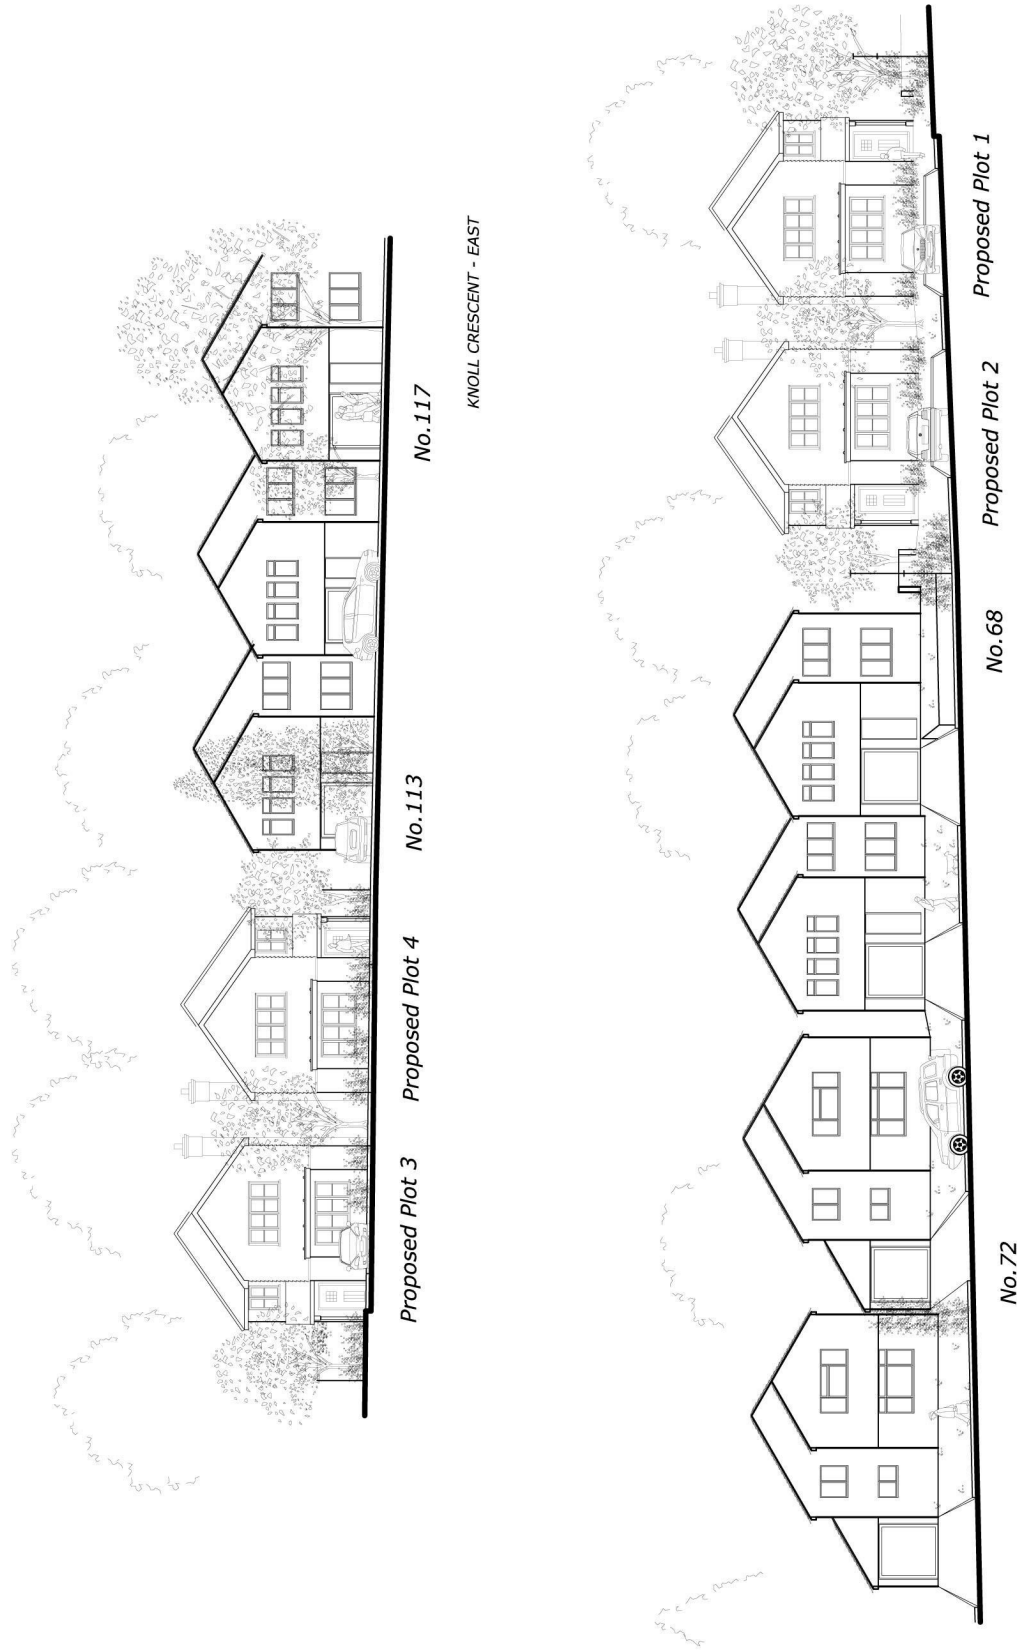 Proposed Plot 3
Proposed Plot 4
No.113
No.117
KNOLL CRESCENT - EAST
No.72
No.68
Proposed Plot 2
Proposed Plot 1